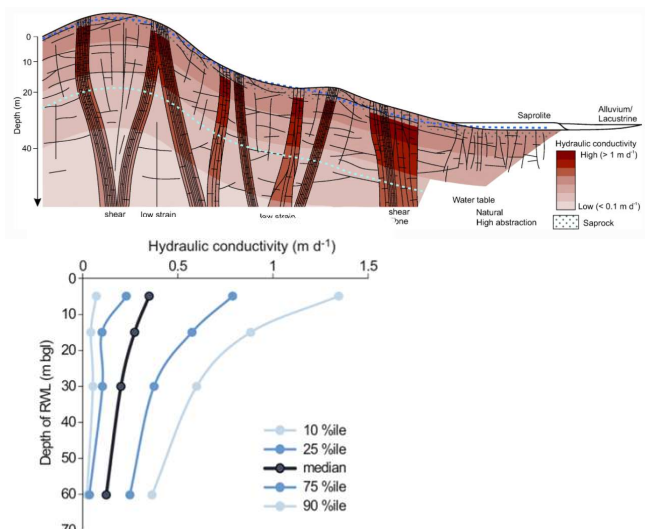 0
10
20
40
Depth (m)
Saprolite
Alluvium/
Lacustrine
Hydraulic conductivity
High (> 1 m d-1)
Low (< 0.1 m d-1)
Saprock
Water table
Natural
High abstraction
shear
low strain
low strain
shear
Hydraulic conductivity (m d-1)
0 0.5 1 1.5
0
10
20
30
40
50
60
70
Depth of RWL (m bgl)
10 %ile
25 %ile
median
75 %ile
90 %ile